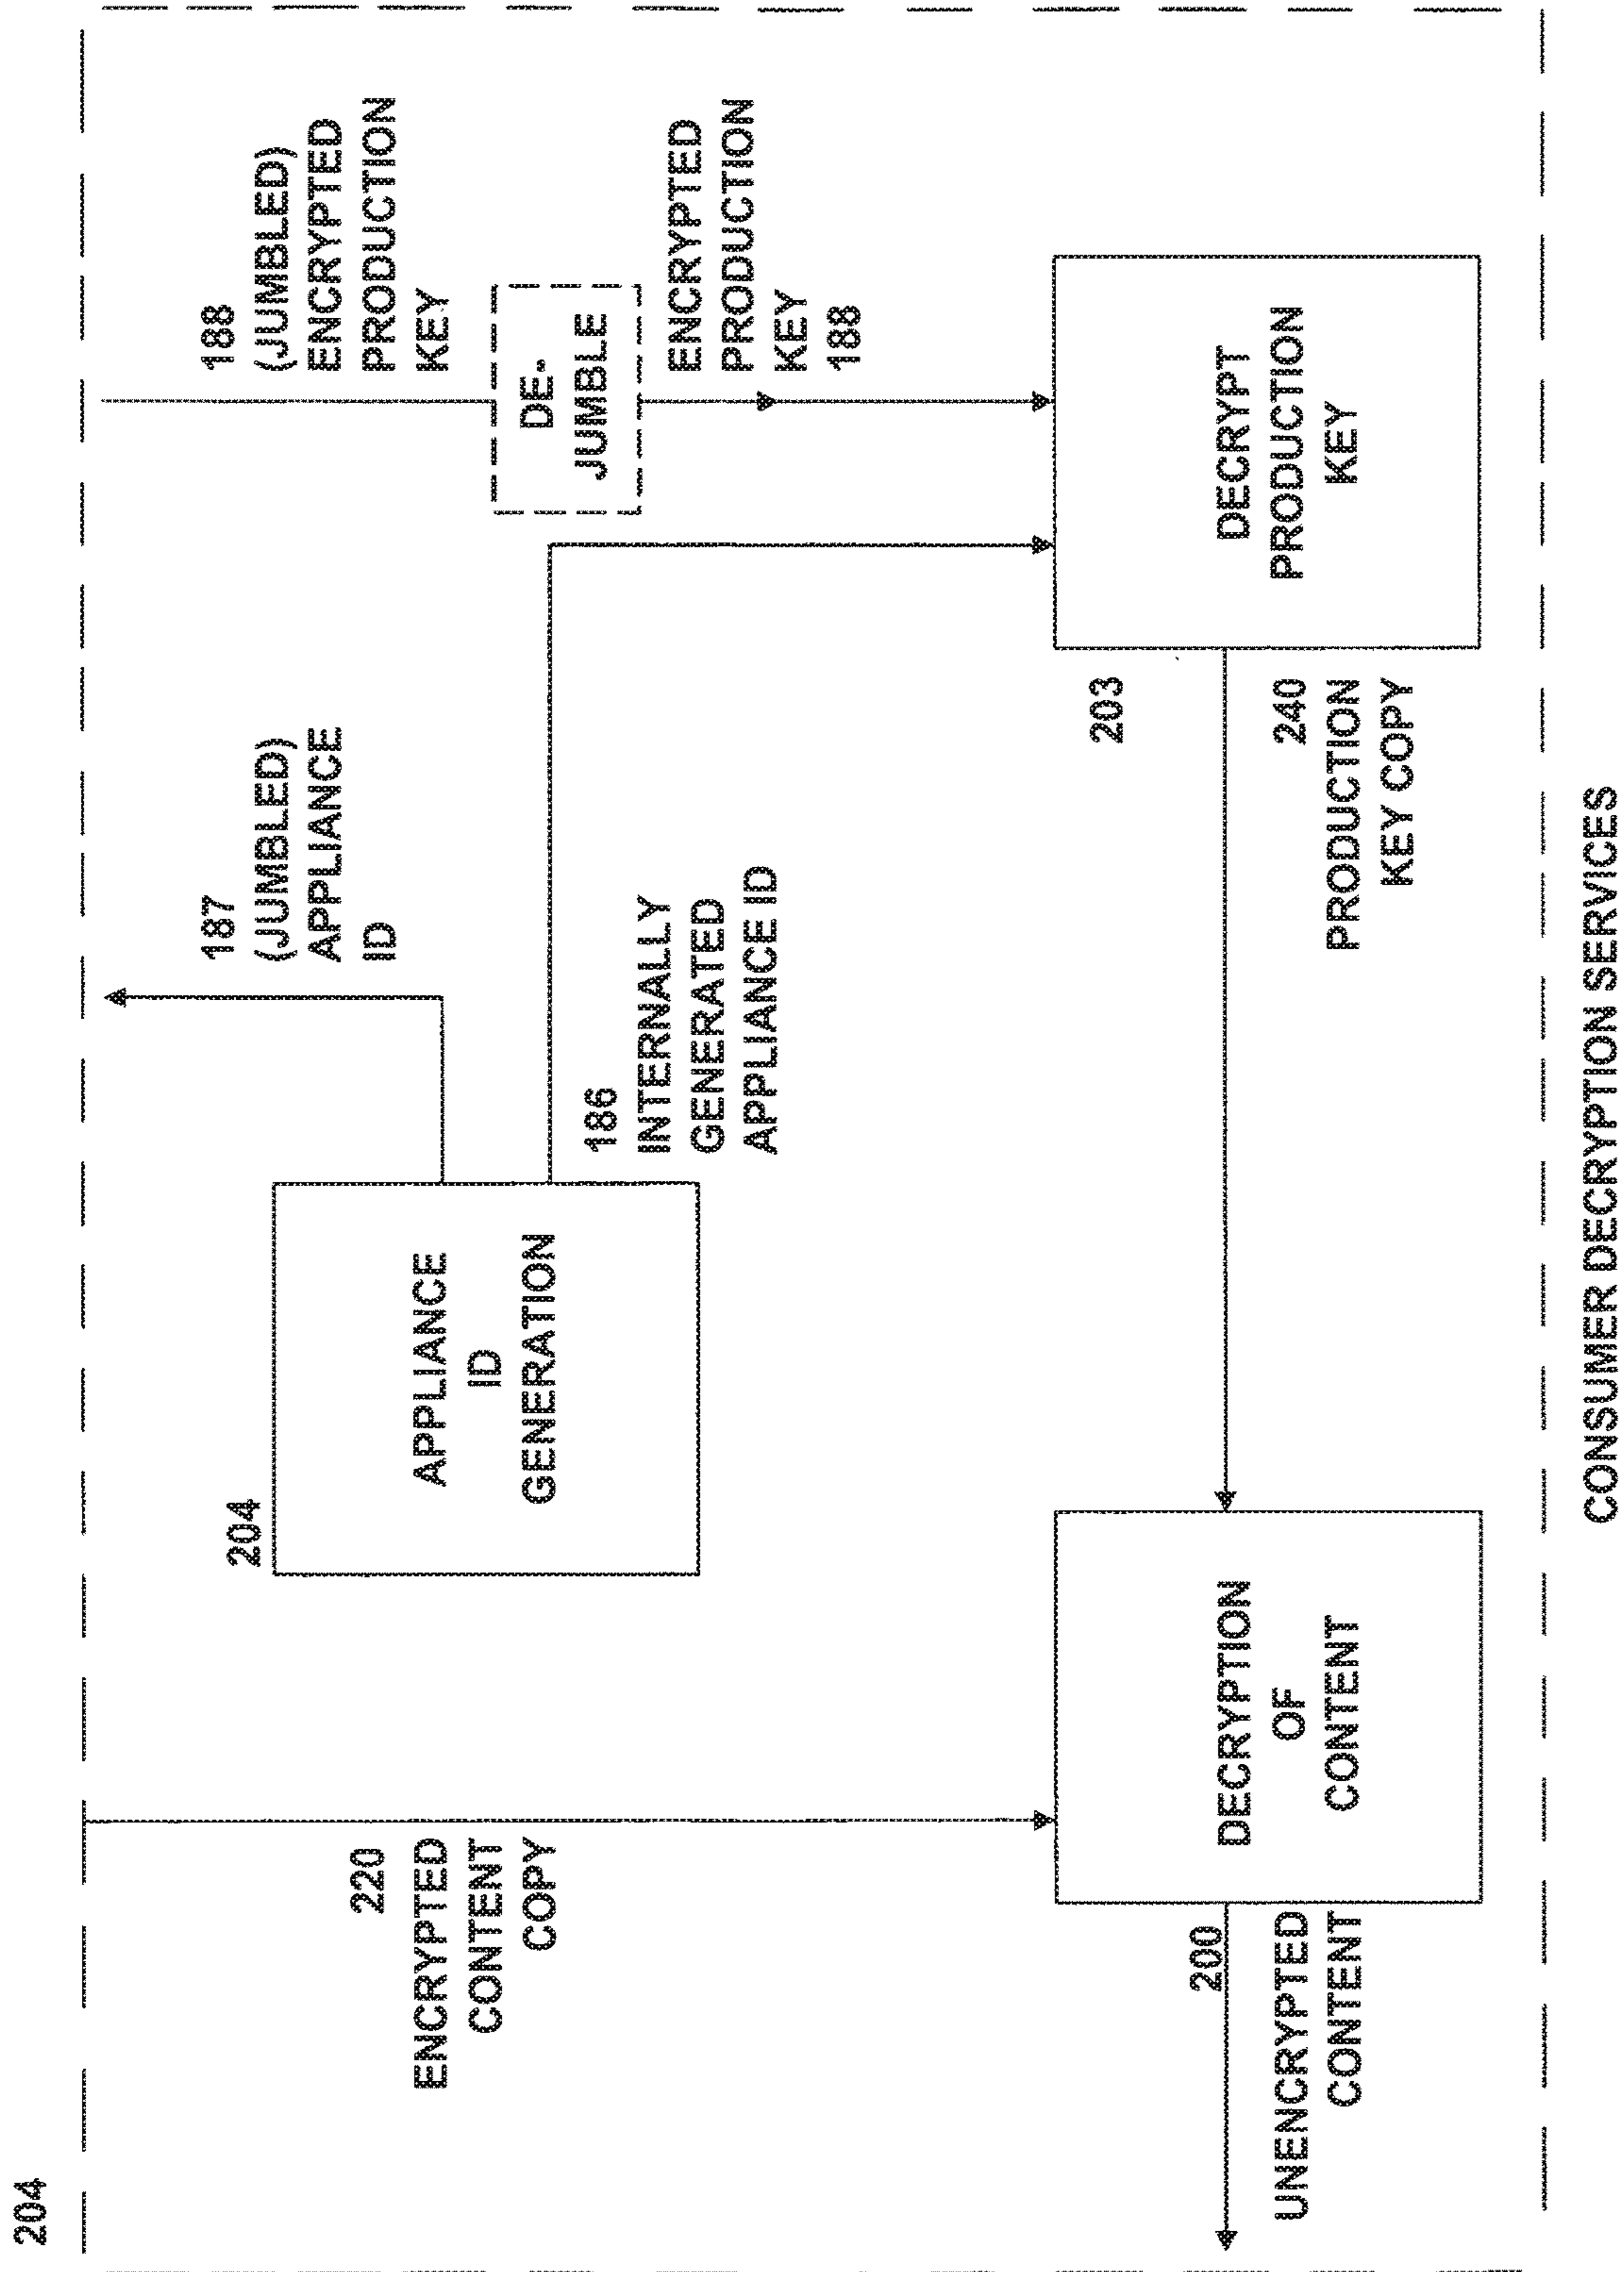 204
220
ENCRYPTED
CONTENT
COPY
204
APPLIANCE
ID
GENERATION
187
(JUMBLED)
APPLIANCE
ID
186
INTERNALLY
GENERATED
APPLIANCE ID
188
(JUMBLED)
ENCRYPTED
PRODUCTION
KEY
DE-
JUMBLE
ENCRYPTED
PRODUCTION
KEY
188
200
UNENCRYPTED
CONTENT
DECRYPTION
OF
CONTENT
203
240
PRODUCTION
KEY COPY
DECRYPT
PRODUCTION
KEY
CONSUMER DECRYPTION SERVICES